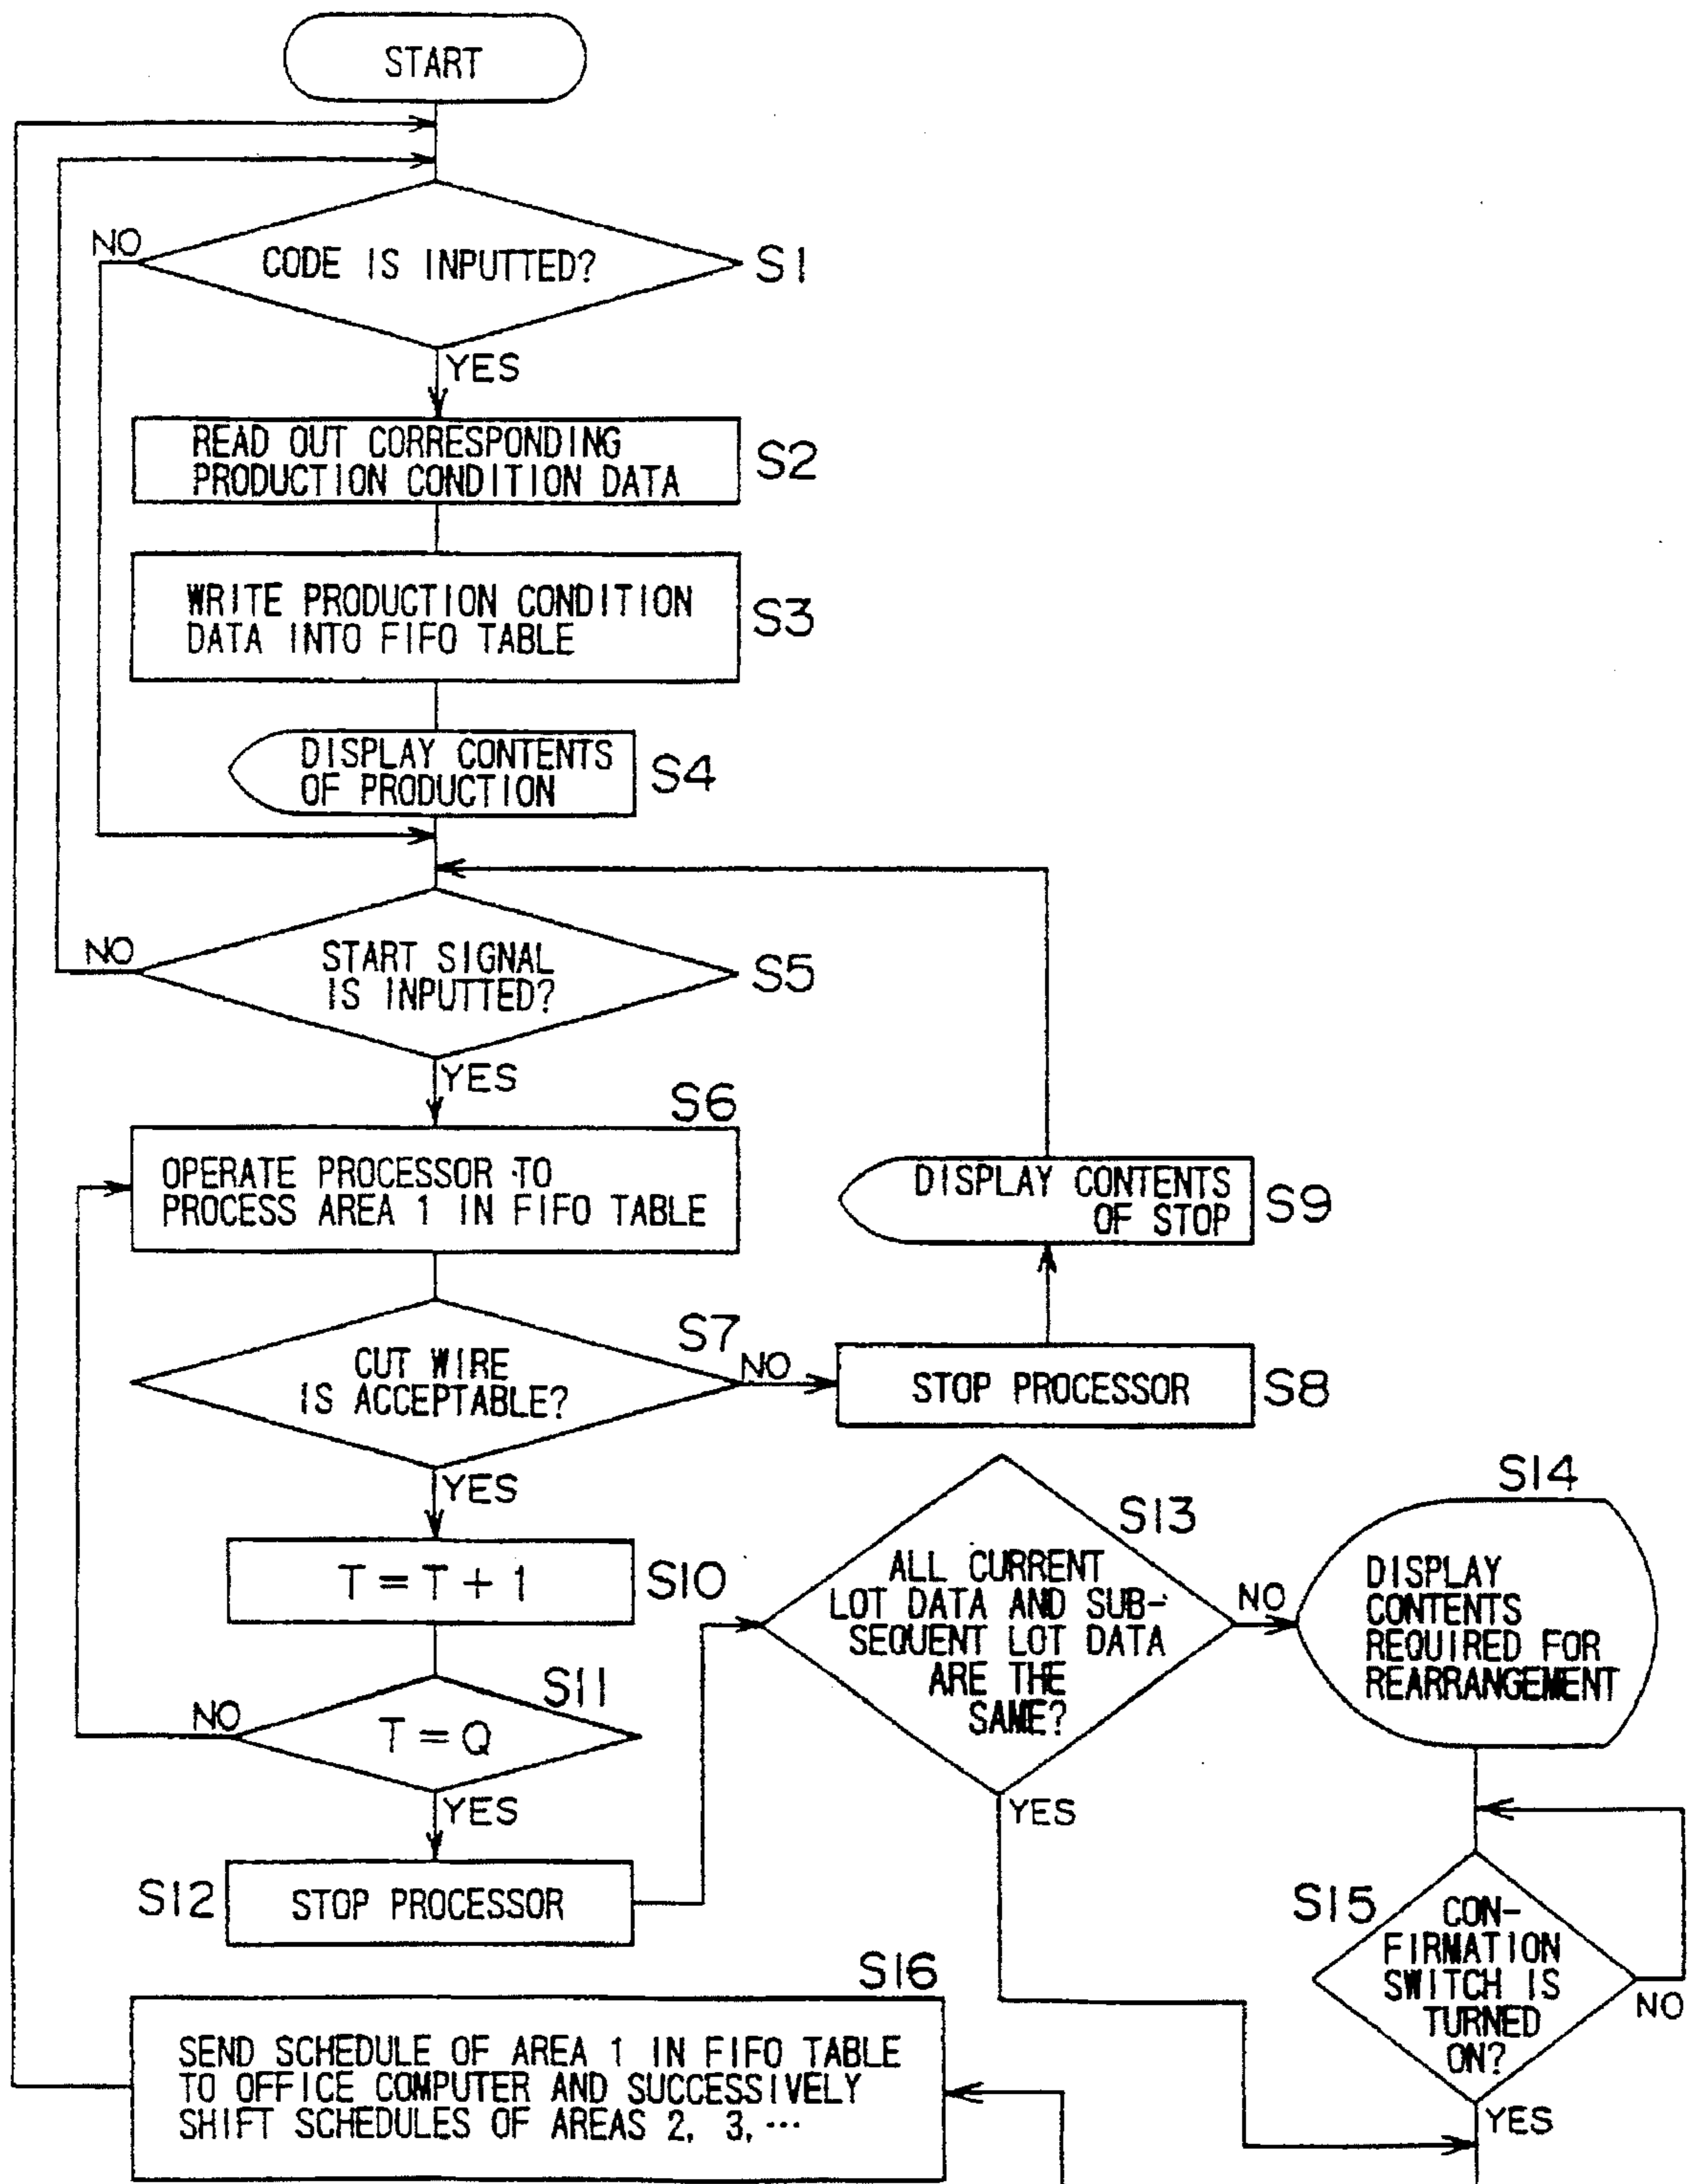 START
NO
CODE IS INPUTTED?
S1
YES
READ OUT CORRESPONDING
PRODUCTION CONDITION DATA
S2
WRITE PRODUCTION CONDITION
DATA INTO FIFO TABLE
S3
DISPLAY CONTENTS
OF PRODUCTION
S4
NO
START SIGNAL
IS INPUTTED?
S5
YES
S6
OPERATE PROCESSOR TO
PROCESS AREA 1 IN FIFO TABLE
DISPLAY CONTENTS
OF STOP
S9
S7
CUT WIRE
IS ACCEPTABLE?
NO
STOP PROCESSOR
S8
YES
T = T + 1
S10
S11
NO
T = Q
YES
S12
STOP PROCESSOR
S13
ALL CURRENT
LOT DATA AND SUB-
SEQUENT LOT DATA
ARE THE
SAME?
NO
YES
S14
DISPLAY
CONTENTS
REQUIRED FOR
REARRANGEMENT
S15
CON-
FIRMATION
SWITCH IS
TURNED
ON?
NO
YES
S16
SEND SCHEDULE OF AREA 1 IN FIFO TABLE
TO OFFICE COMPUTER AND SUCCESSIVELY
SHIFT SCHEDULES OF AREAS 2, 3, ···